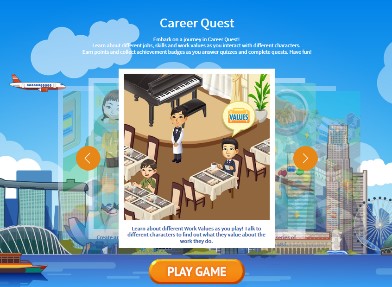 Career Quest
Embark on a journey in Career Quest!
Learn about different jobs, skills and work values as you interact with different characters.
Earn points and collect achievement badges as you answer quizzes and complete quests. Have fun!
VALUES
Learn about different Work Values as you play! Talk to
different characters to find out what they value about the
work they do.
PLAY GAME